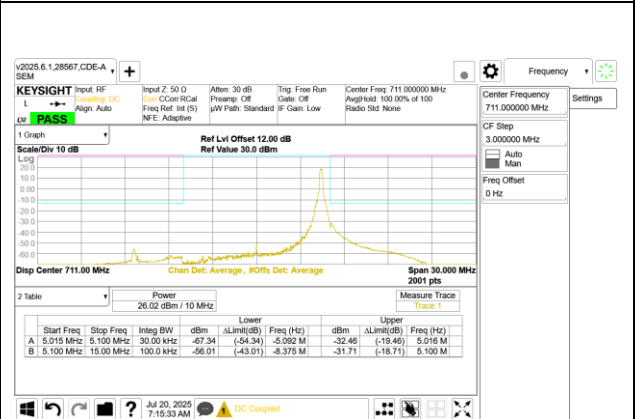 v2025.6.1,28567,CDE-A
SEM
Frequency
KEYSIGHT
L
PASS
Input: RF
Coupling: DC
Align: Auto
Input Z: 50 Ω
Corr CCorr RCal
Freq Ref: Int (S)
NFE: Adaptive
Atten: 30 dB
Preamp: Off
µW Path: Standard
Trig: Free Run
Gate: Off
IF Gain: Low
Center Freq: 711.000000 MHz
Avg|Hold: 100.00% of 100
Radio Std: None
Center Frequency
711.000000 MHz
Settings
CF Step
3.000000 MHz
Auto
Man
Freq Offset
0 Hz
1 Graph
Scale/Div 10 dB
Ref Lvl Offset 12.00 dB
Ref Value 30.0 dBm
Log
20.0
10.0
0.00
-10.0
-20.0
-30.0
-40.0
-50.0
-60.0
Disp Center 711.00 MHz
Chan Det: Average , #Offs Det: Average
Span 30.000 MHz
2001 pts
2 Table
Power
26.02 dBm / 10 MHz
Measure Trace
Trace 1
Lower Upper
Start Freq Stop Freq Integ BW dBm ΔLimit(dB) Freq (Hz) dBm ΔLimit(dB) Freq (Hz)
A 5.015 MHz 5.100 MHz 30.00 kHz -67.34 (-54.34) -5.092 M -32.46 (-19.46) 5.016 M
B 5.100 MHz 15.00 MHz 100.0 kHz -56.01 (-43.01) -8.375 M -31.71 (-18.71) 5.100 M
Jul 20, 2025
7:15:33 AM
DC Coupled